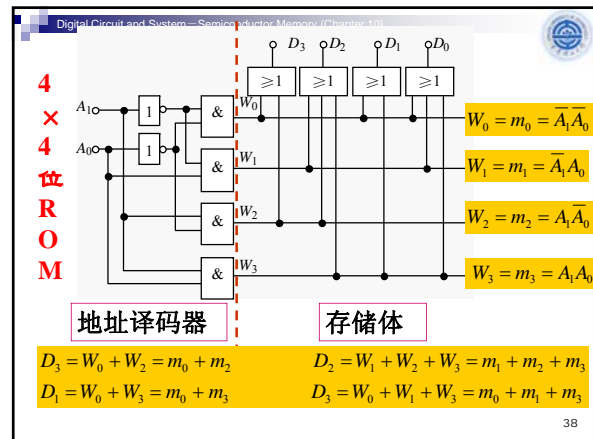 Digital Circuit and System－Semiconductor Memory (Chapter 10)
4
×
4
位
R
O
M
D₃ D₂ D₁ D₀
≥1 ≥1 ≥1 ≥1
A₁ 1 & W₀
A₀ 1 & W₁
& W₂
& W₃
W₀ = m₀ = A̅₁A̅₀
W₁ = m₁ = A̅₁A₀
W₂ = m₂ = A₁A̅₀
W₃ = m₃ = A₁A₀
地址译码器 存储体
D₃ = W₀ + W₂ = m₀ + m₂ D₂ = W₁ + W₂ + W₃ = m₁ + m₂ + m₃
D₁ = W₀ + W₃ = m₀ + m₃ D₃ = W₀ + W₁ + W₃ = m₀ + m₁ + m₃
38